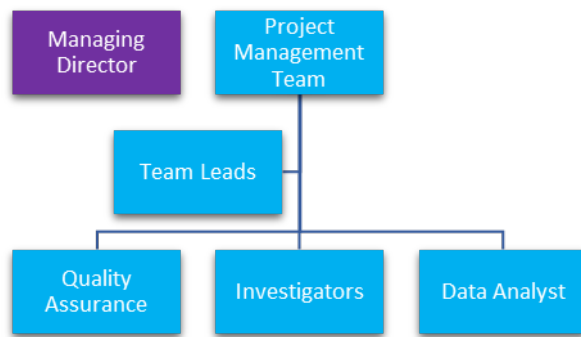 Managing
Director
Project
Management
Team
Team Leads
Quality
Assurance
Investigators
Data Analyst